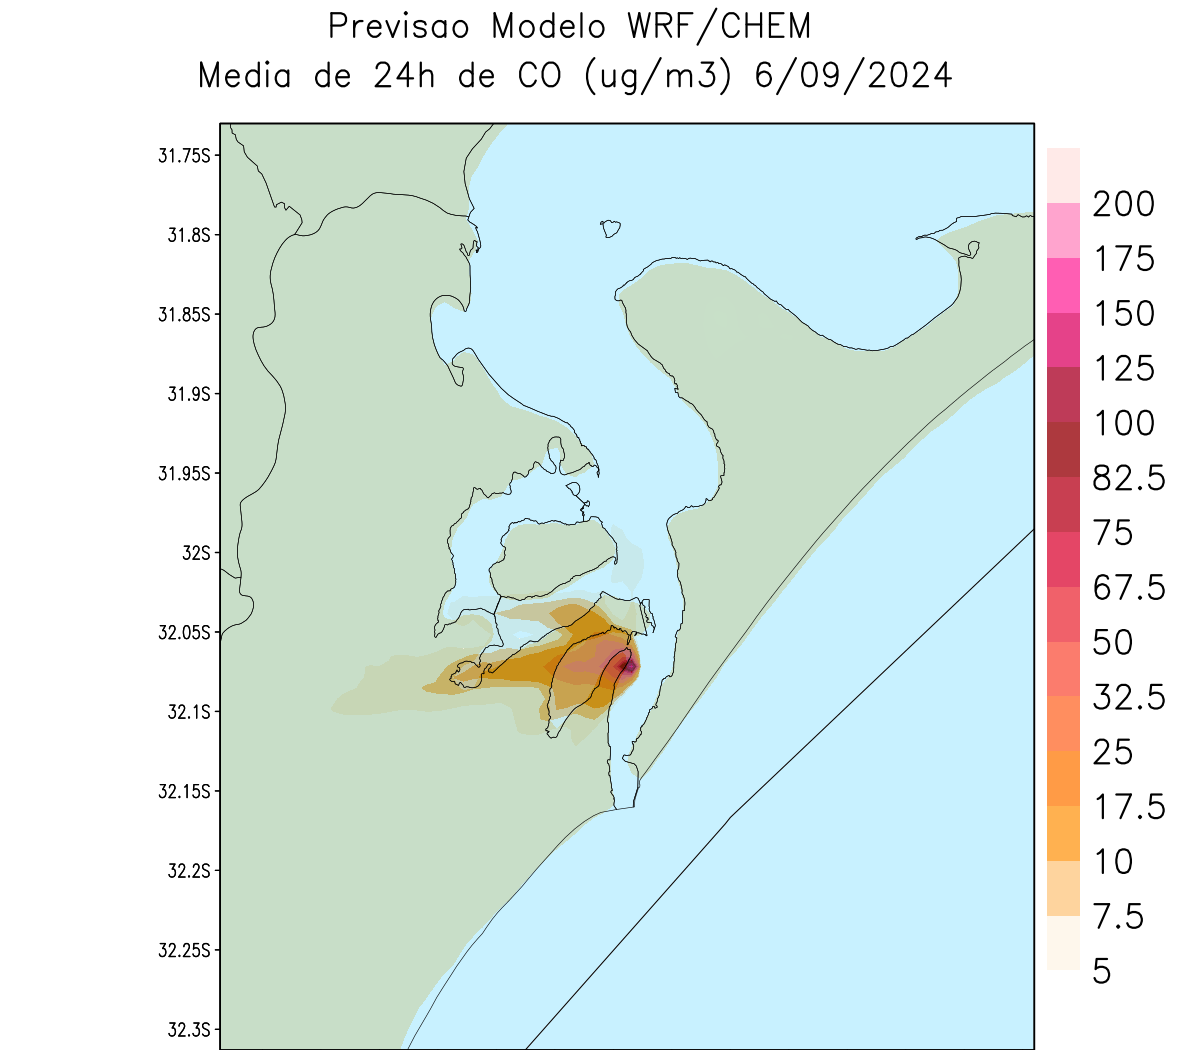 Previsao Modelo WRF/CHEM
Media de 24h de CO (ug/m3) 6/09/2024
31.75S
31.8S
31.85S
31.9S
31.95S
32S
32.05S
32.1S
32.15S
32.2S
32.25S
32.3S
200
175
150
125
100
82.5
75
67.5
50
32.5
25
17.5
10
7.5
5